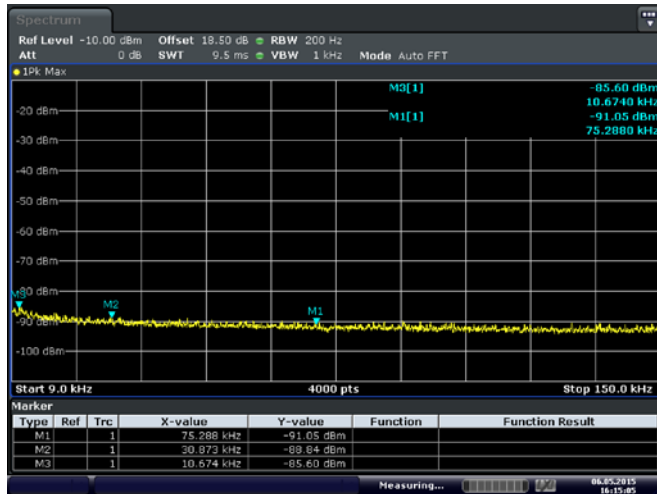 Spectrum
Ref Level -10.00 dBm Offset 18.50 dB RBW 200 Hz
Att 0 dB SWT 9.5 ms VBW 1 kHz Mode Auto FFT
1Pk Max
M3[1] -85.60 dBm
10.6740 kHz
-20 dBm M1[1] -91.05 dBm
75.2880 kHz
-30 dBm
-40 dBm
-50 dBm
-60 dBm
-70 dBm
M3 -80 dBm
M2 M1
-90 dBm
-100 dBm
Start 9.0 kHz 4000 pts Stop 150.0 kHz
Marker
Type Ref Trc X-value Y-value Function Function Result
M1 1 75.288 kHz -91.05 dBm
M2 1 30.873 kHz -88.84 dBm
M3 1 10.674 kHz -85.60 dBm
Measuring... 06.05.2015
16:15:05